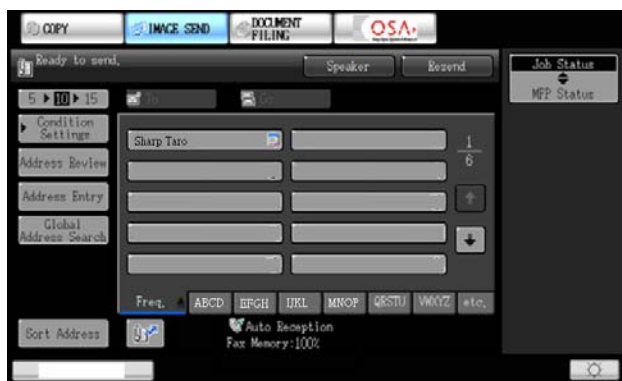 COPY
IMAGE SEND
DOCUMENT
FILING
OSA
Ready to send.
Speaker
Resend
Job Status
MFP Status
5 ▶ 10 ▶ 15
To
Cc
Condition
Settings
Sharp Taro
1
6
Address Review
Address Entry
Global
Address Search
Freq.
ABCD
EFGH
IJKL
MNOP
QRSTU
VWXYZ
etc.
Sort Address
Auto Reception
Fax Memory:100%